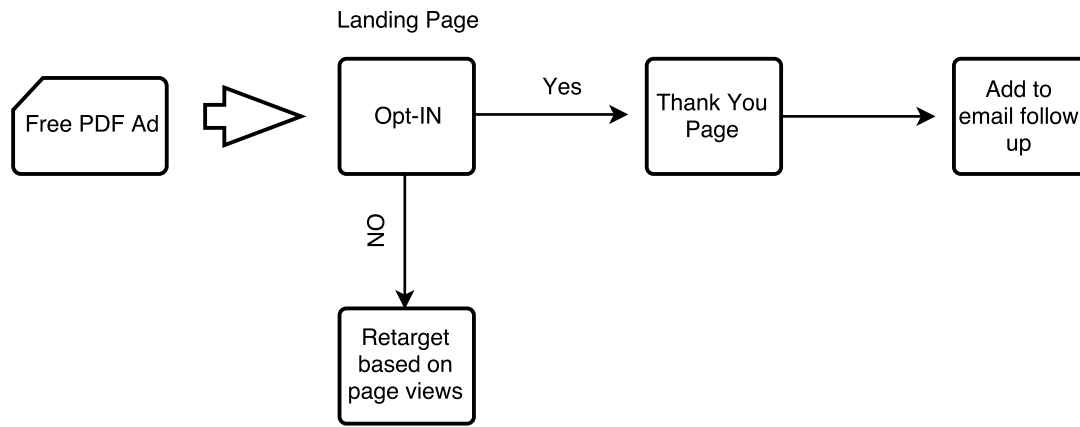 Landing Page
Free PDF Ad
Opt-IN
Yes
Thank You
Page
Add to
email follow
up
NO
Retarget
based on
page views